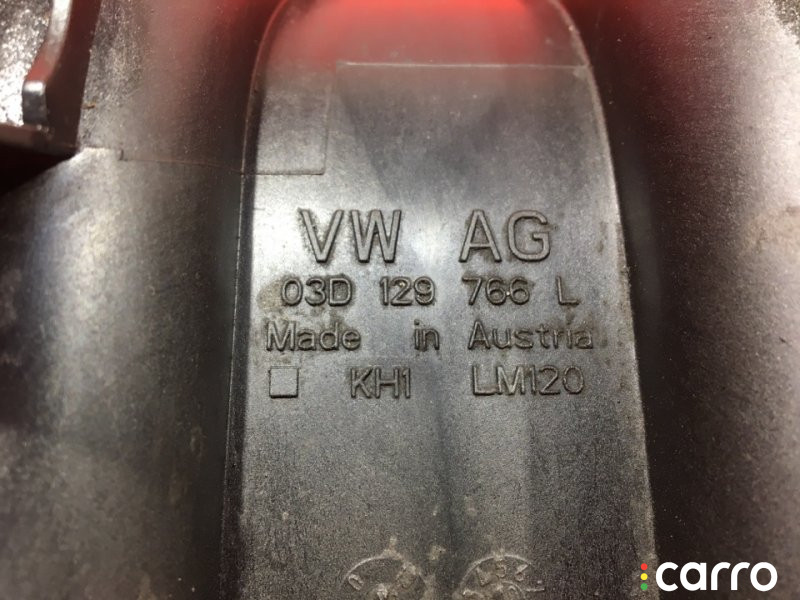 VW AG
03D 129 766 L
Made in Austria
KH1 LM120
carro